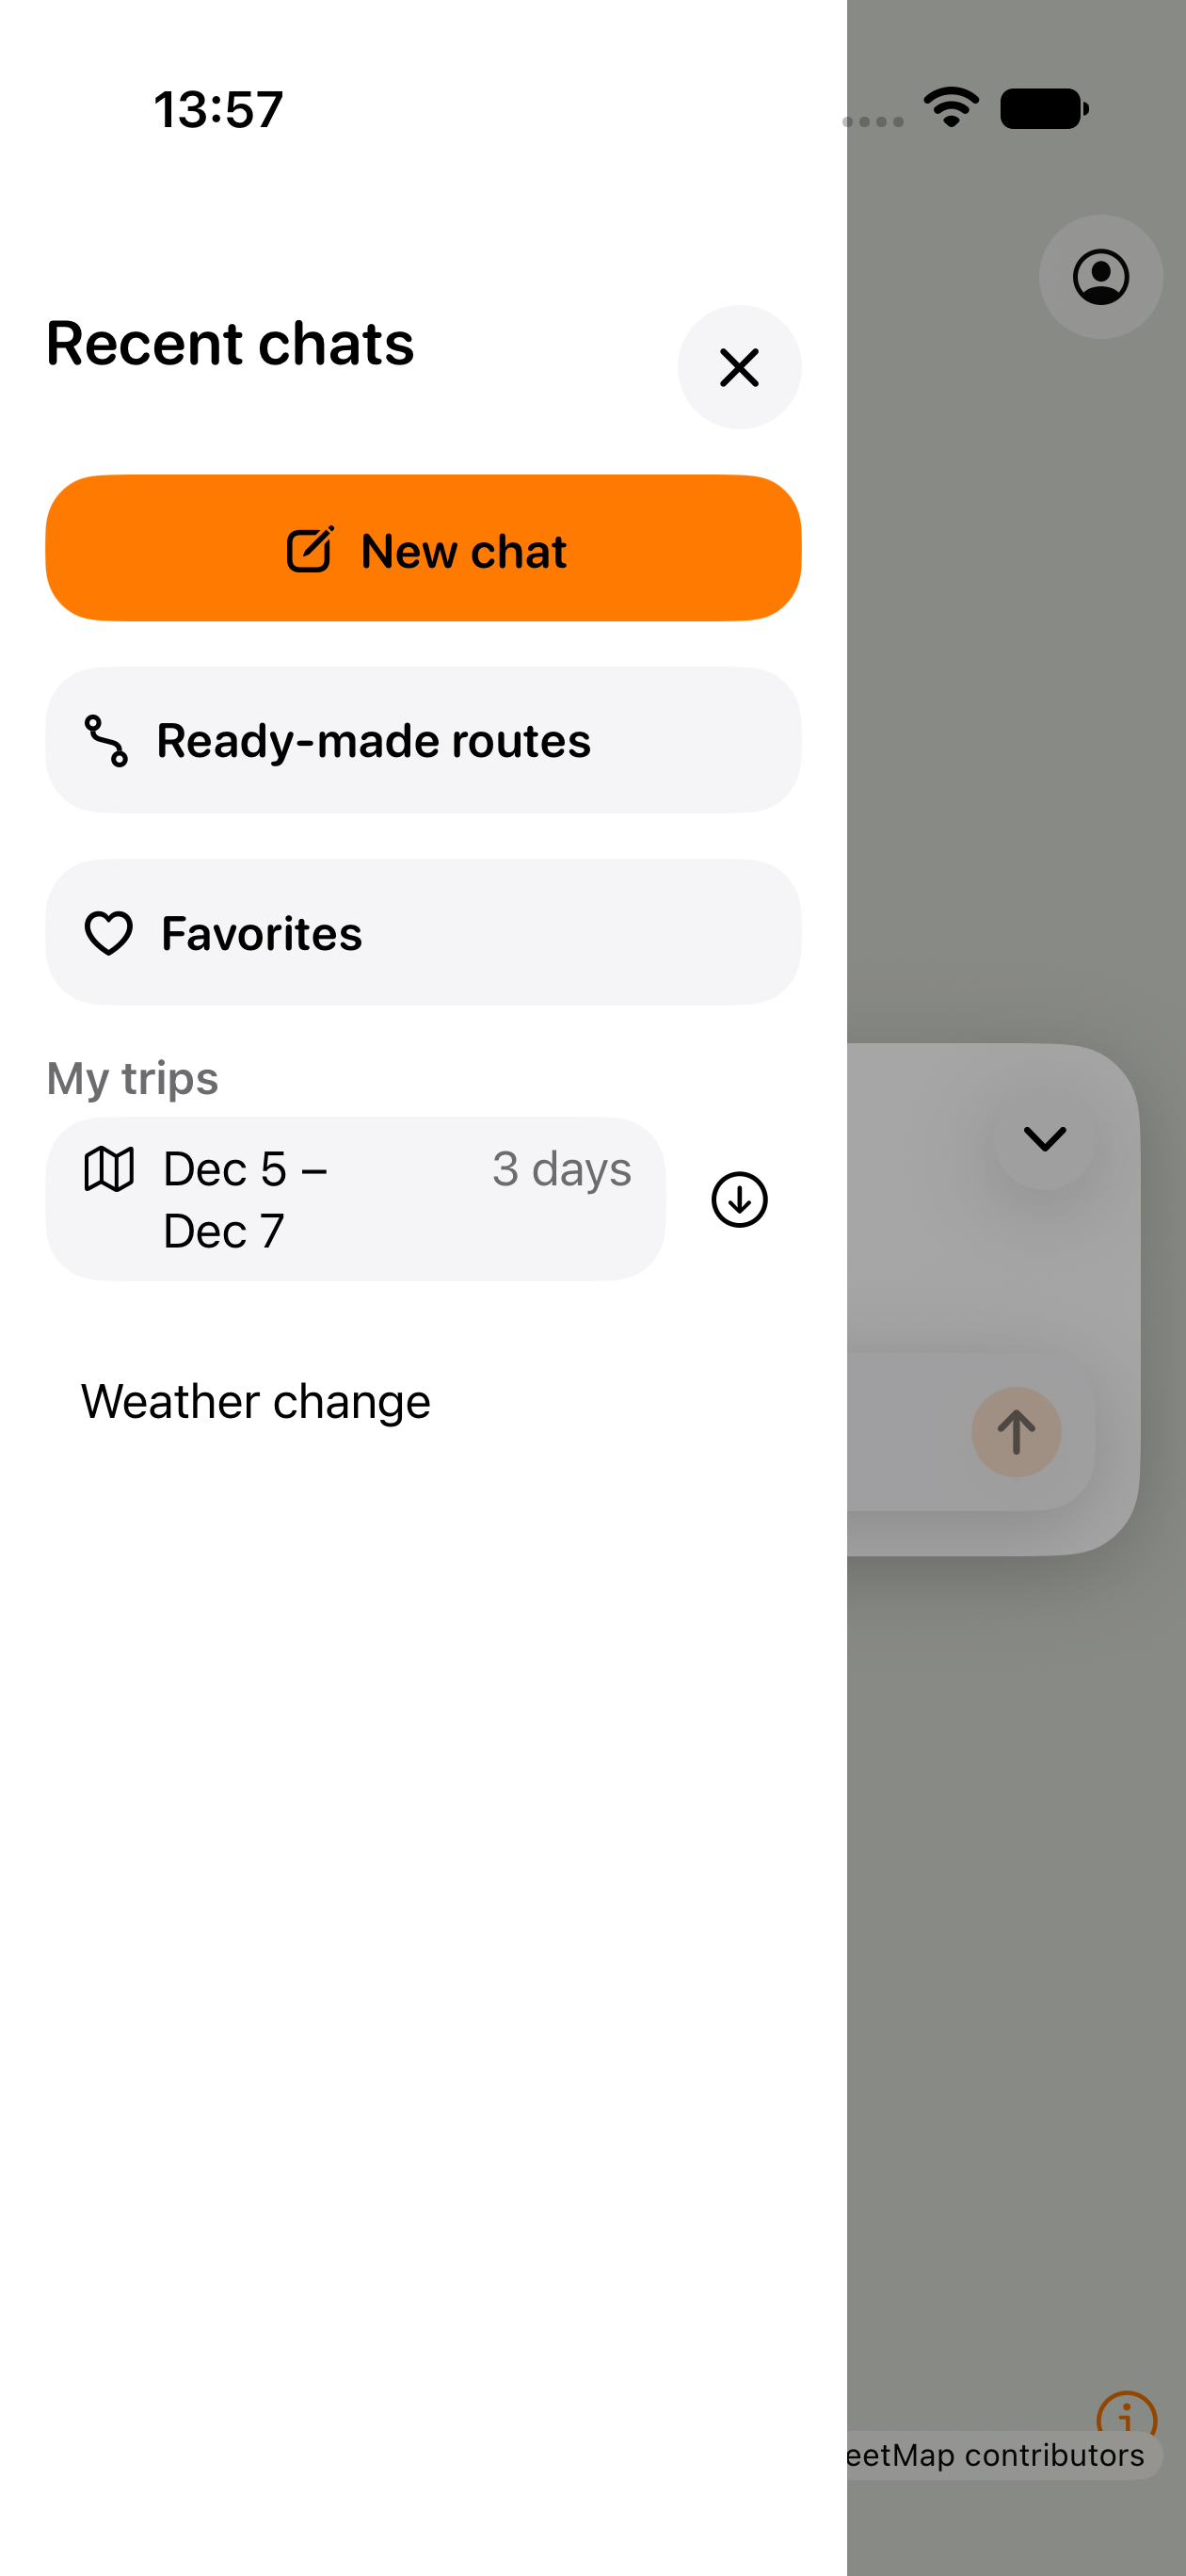 13:57
Recent chats
New chat
Ready-made routes
Favorites
My trips
Dec 5 –
Dec 7
3 days
Weather change
eetMap contributors